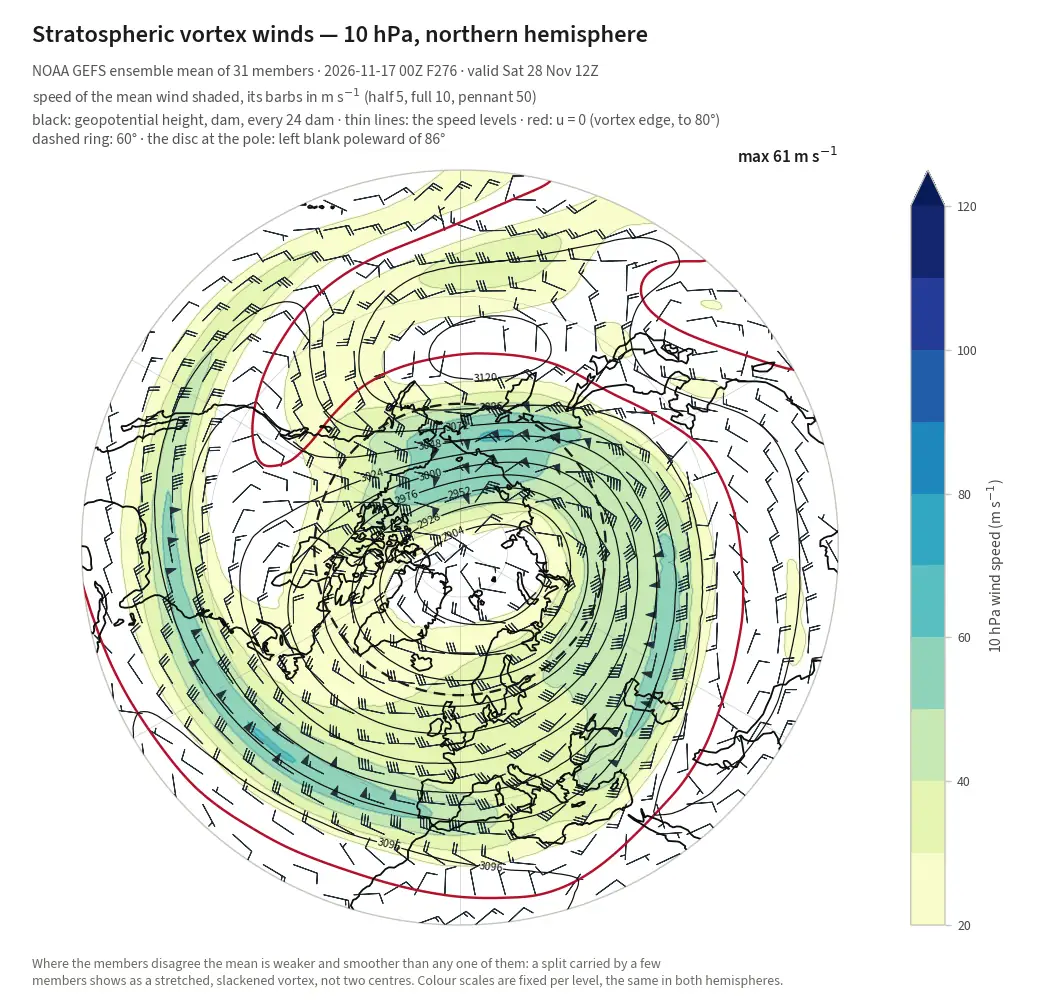 Stratospheric vortex winds — 10 hPa, northern hemisphere
NOAA GEFS ensemble mean of 31 members · 2026-11-17 00Z F276 · valid Sat 28 Nov 12Z
speed of the mean wind shaded, its barbs in m s⁻¹ (half 5, full 10, pennant 50)
black: geopotential height, dam, every 24 dam · thin lines: the speed levels · red: u = 0 (vortex edge, to 80°)
dashed ring: 60° · the disc at the pole: left blank poleward of 86°
max 61 m s⁻¹
120
100
80
60
40
20
10 hPa wind speed (m s⁻¹)
3120
3024
3000
2976
2952
2928
2904
3096
3096
Where the members disagree the mean is weaker and smoother than any one of them: a split carried by a few
members shows as a stretched, slackened vortex, not two centres. Colour scales are fixed per level, the same in both hemispheres.